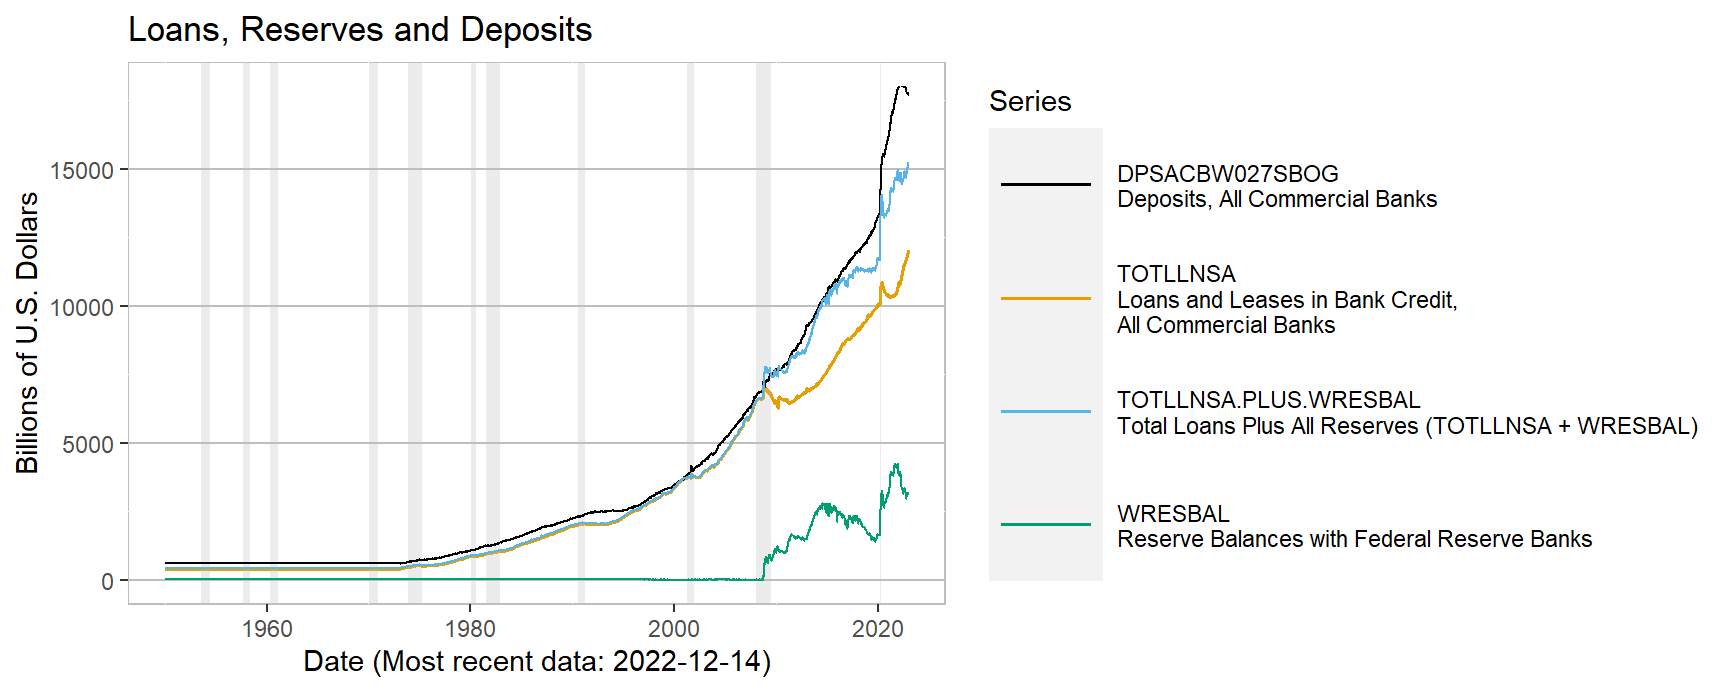 Loans, Reserves and Deposits
Billions of U.S. Dollars
15000
10000
5000
0
1960
1980
2000
2020
Date (Most recent data: 2022-12-14)
Series
DPSACBW027SBOG
Deposits, All Commercial Banks
TOTLLNSA
Loans and Leases in Bank Credit,
All Commercial Banks
TOTLLNSA.PLUS.WRESBAL
Total Loans Plus All Reserves (TOTLLNSA + WRESBAL)
WRESBAL
Reserve Balances with Federal Reserve Banks